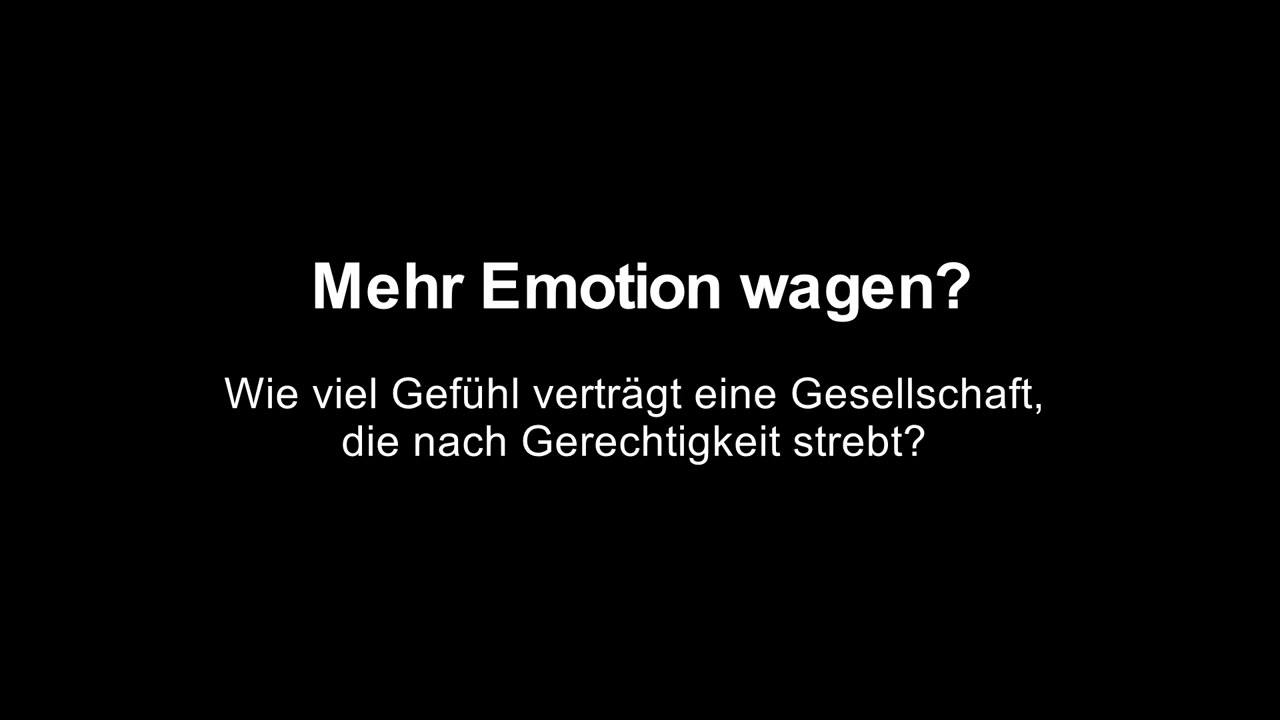 Mehr Emotion wagen?
Wie viel Gefühl verträgt eine Gesellschaft,
die nach Gerechtigkeit strebt?